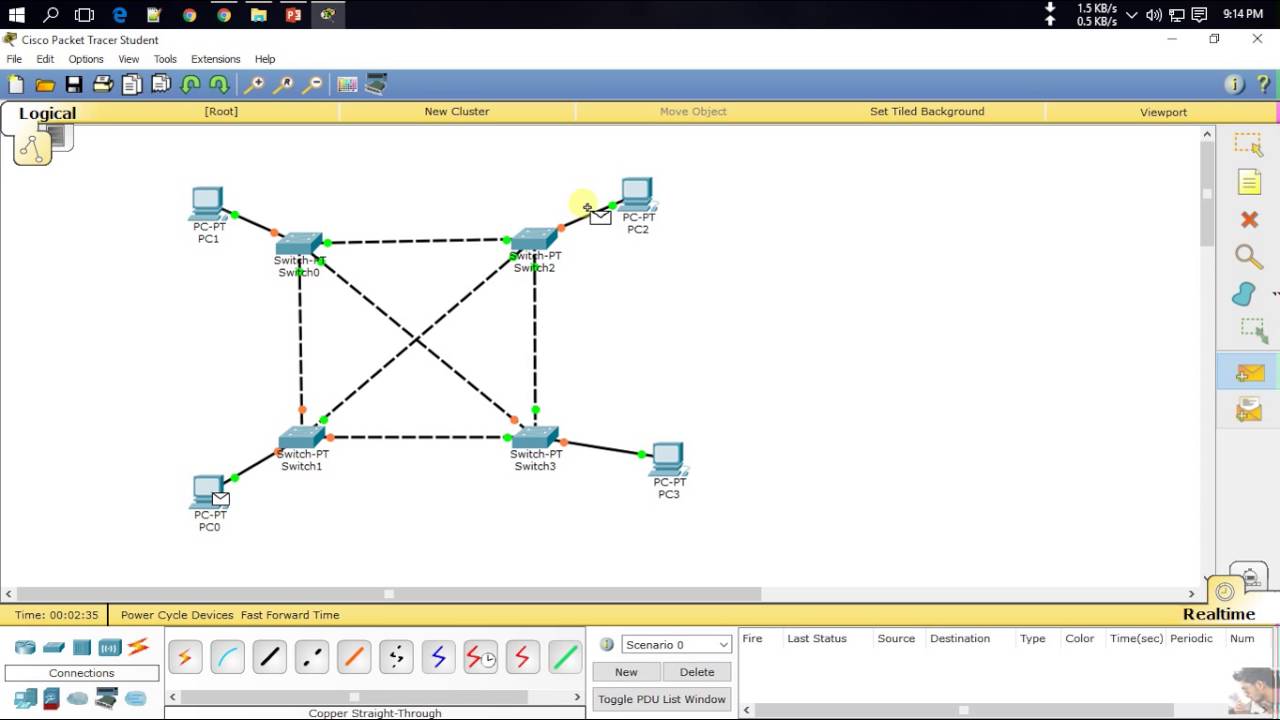 1.5 KB/s
0.5 KB/s
9:14 PM
Cisco Packet Tracer Student
File Edit Options View Tools Extensions Help
Logical
[Root]
New Cluster
Move Object
Set Tiled Background
Viewport
PC-PT
PC1
PC-PT
PC2
Switch-PT
Switch0
Switch-PT
Switch2
Switch-PT
Switch1
Switch-PT
Switch3
PC-PT
PC3
PC-PT
PC0
Time: 00:02:35
Power Cycle Devices Fast Forward Time
Realtime
Connections
Copper Straight-Through
Scenario 0
New
Delete
Toggle PDU List Window
Fire Last Status Source Destination Type Color Time(sec) Periodic Num